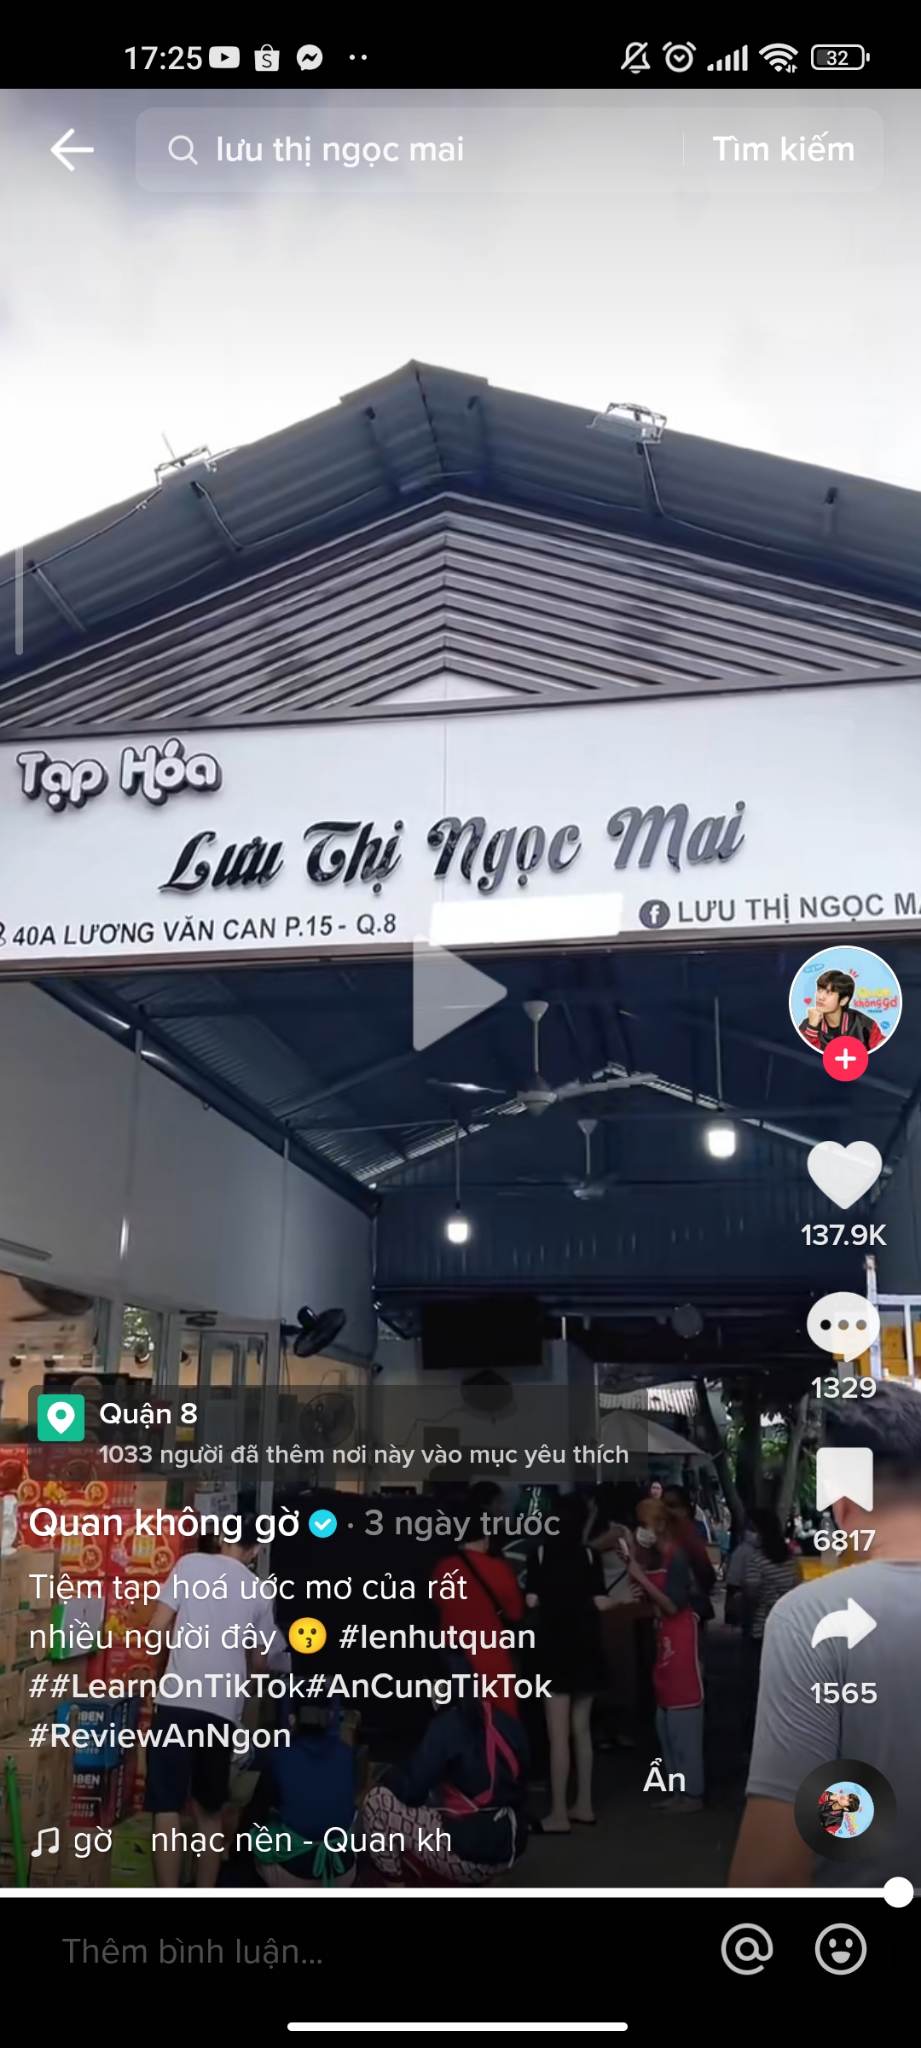 17:25
32
lưu thị ngọc mai
Tìm kiếm
Tạp Hóa
Lưu Thị Ngọc Mai
40A LƯƠNG VĂN CAN P.15 - Q.8
LƯU THỊ NGỌC MA
137.9K
1329
Quận 8
1033 người đã thêm nơi này vào mục yêu thích
6817
Quan không gờ · 3 ngày trước
Tiệm tạp hoá ước mơ của rất
nhiều người đây 😗 #lenhutquan
##LearnOnTikTok#AnCungTikTok
#ReviewAnNgon
1565
Ẩn
gờ nhạc nền - Quan kh
Thêm bình luận...